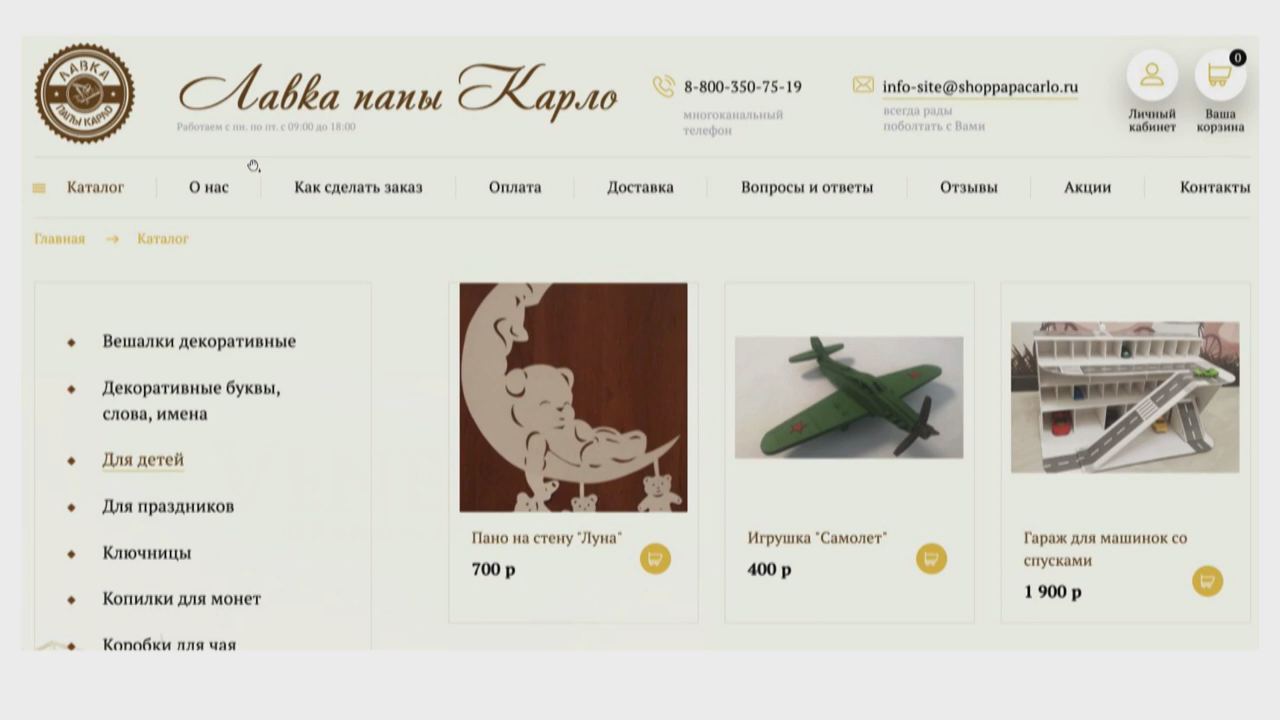 ЛАВКА
ПАПЫ КАРЛО
Лавка папы Карло
Работаем с пн. по пт. с 09:00 до 18:00
8-800-350-75-19
многоканальный
телефон
info-site@shoppapacarlo.ru
всегда рады
поболтать с Вами
Личный
кабинет
0
Ваша
корзина
Каталог
О нас
Как сделать заказ
Оплата
Доставка
Вопросы и ответы
Отзывы
Акции
Контакты
Главная → Каталог
Вешалки декоративные
Декоративные буквы,
слова, имена
Для детей
Для праздников
Ключницы
Копилки для монет
Коробки для чая
Пано на стену "Луна"
700 р
Игрушка "Самолет"
400 р
Гараж для машинок со
спусками
1 900 р